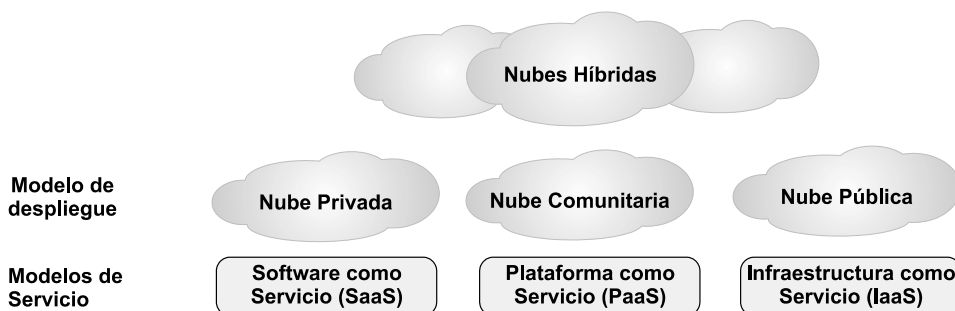 Nubes Híbridas
Modelo de
despliegue
Nube Privada
Nube Comunitaria
Nube Pública
Modelos de
Servicio
Software como
Servicio (SaaS)
Plataforma como
Servicio (PaaS)
Infraestructura como
Servicio (IaaS)